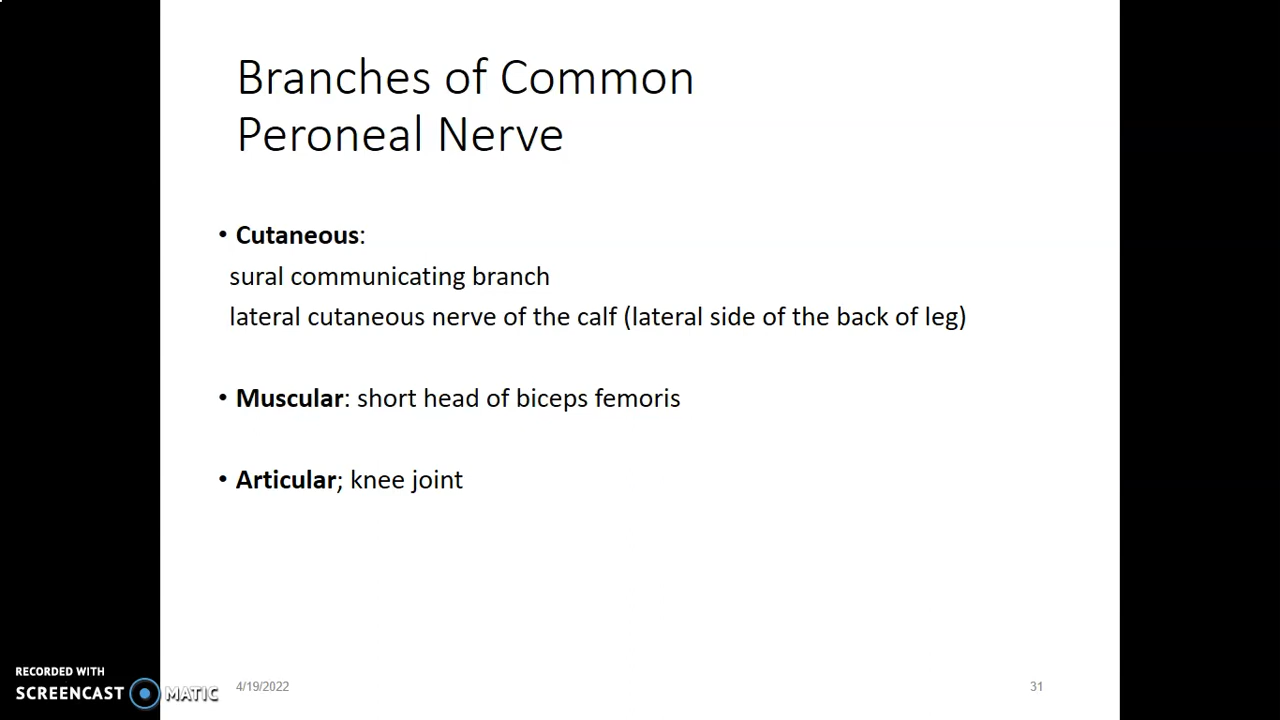 Branches of Common
Peroneal Nerve
• Cutaneous:
sural communicating branch
lateral cutaneous nerve of the calf (lateral side of the back of leg)
• Muscular: short head of biceps femoris
• Articular; knee joint
RECORDED WITH
SCREENCAST MATIC
4/19/2022
31